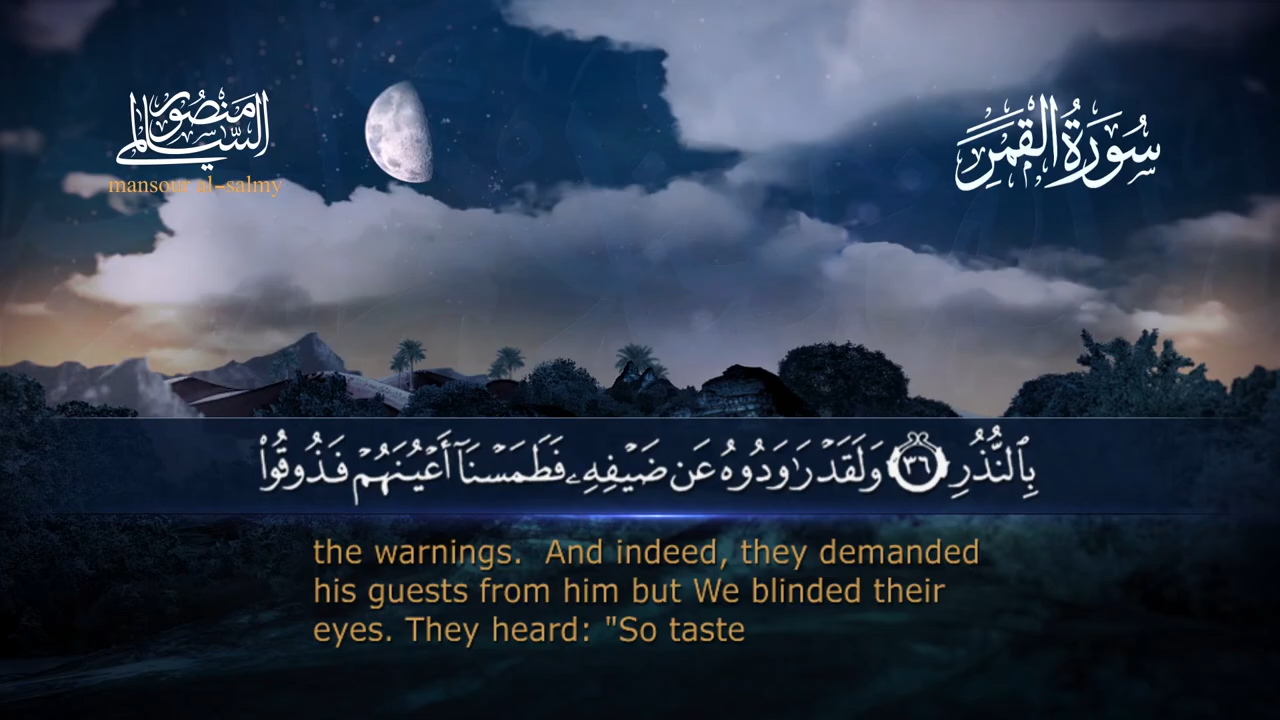 منصور السالمي
mansour al-salmy
سُورَةُ القَمَرِ
بِٱلنُّذُرِ ٣٦ وَلَقَدۡ رَٰوَدُوهُ عَن ضَيۡفِهِۦ فَطَمَسۡنَآ أَعۡيُنَهُمۡ فَذُوقُواْ
the warnings.  And indeed, they demanded
his guests from him but We blinded their
eyes. They heard: "So taste